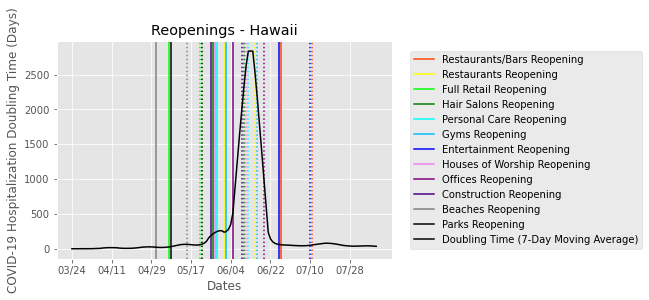 Reopenings - Hawaii
COVID-19 Hospitalization Doubling Time (Days)
2500
2000
1500
1000
500
0
03/24 04/11 04/29 05/17 06/04 06/22 07/10 07/28
Dates
Restaurants/Bars Reopening
Restaurants Reopening
Full Retail Reopening
Hair Salons Reopening
Personal Care Reopening
Gyms Reopening
Entertainment Reopening
Houses of Worship Reopening
Offices Reopening
Construction Reopening
Beaches Reopening
Parks Reopening
Doubling Time (7-Day Moving Average)